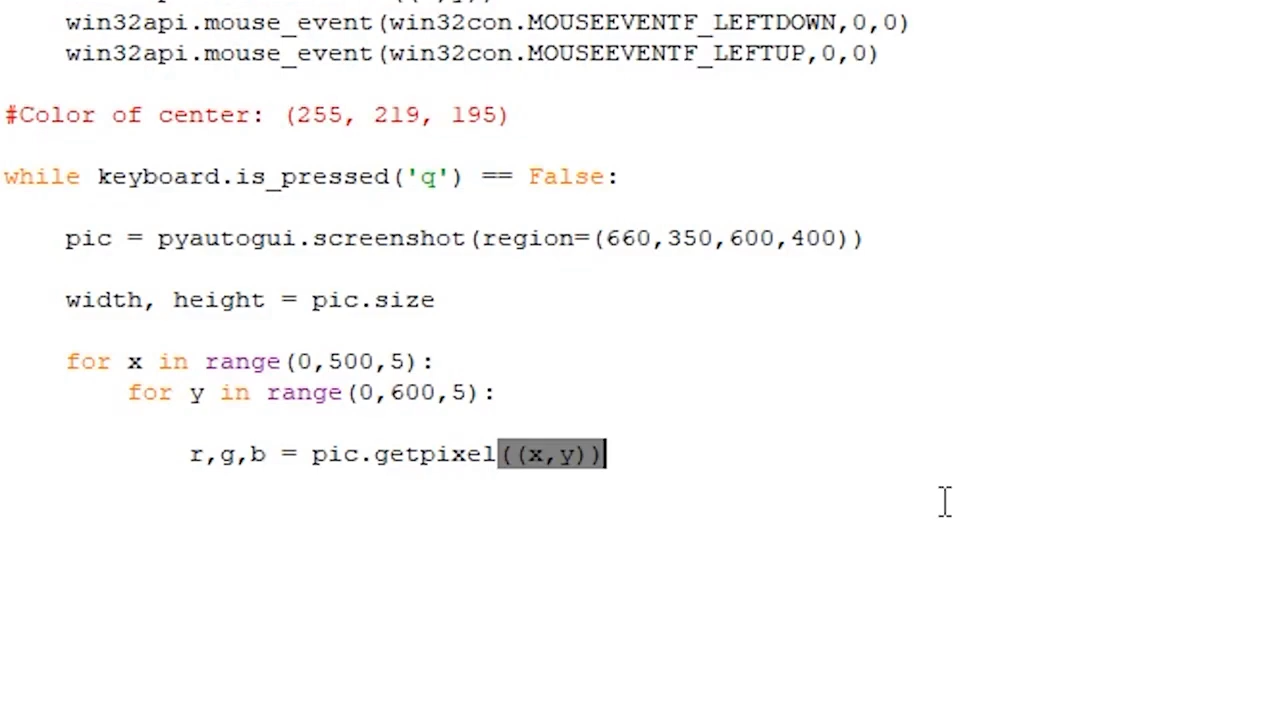 win32api.mouse_event(win32con.MOUSEEVENTF_LEFTDOWN,0,0)
win32api.mouse_event(win32con.MOUSEEVENTF_LEFTUP,0,0)
#Color of center: (255, 219, 195)
while keyboard.is_pressed('q') == False:
pic = pyautogui.screenshot(region=(660,350,600,400))
width, height = pic.size
for x in range(0,500,5):
for y in range(0,600,5):
r,g,b = pic.getpixel((x,y))